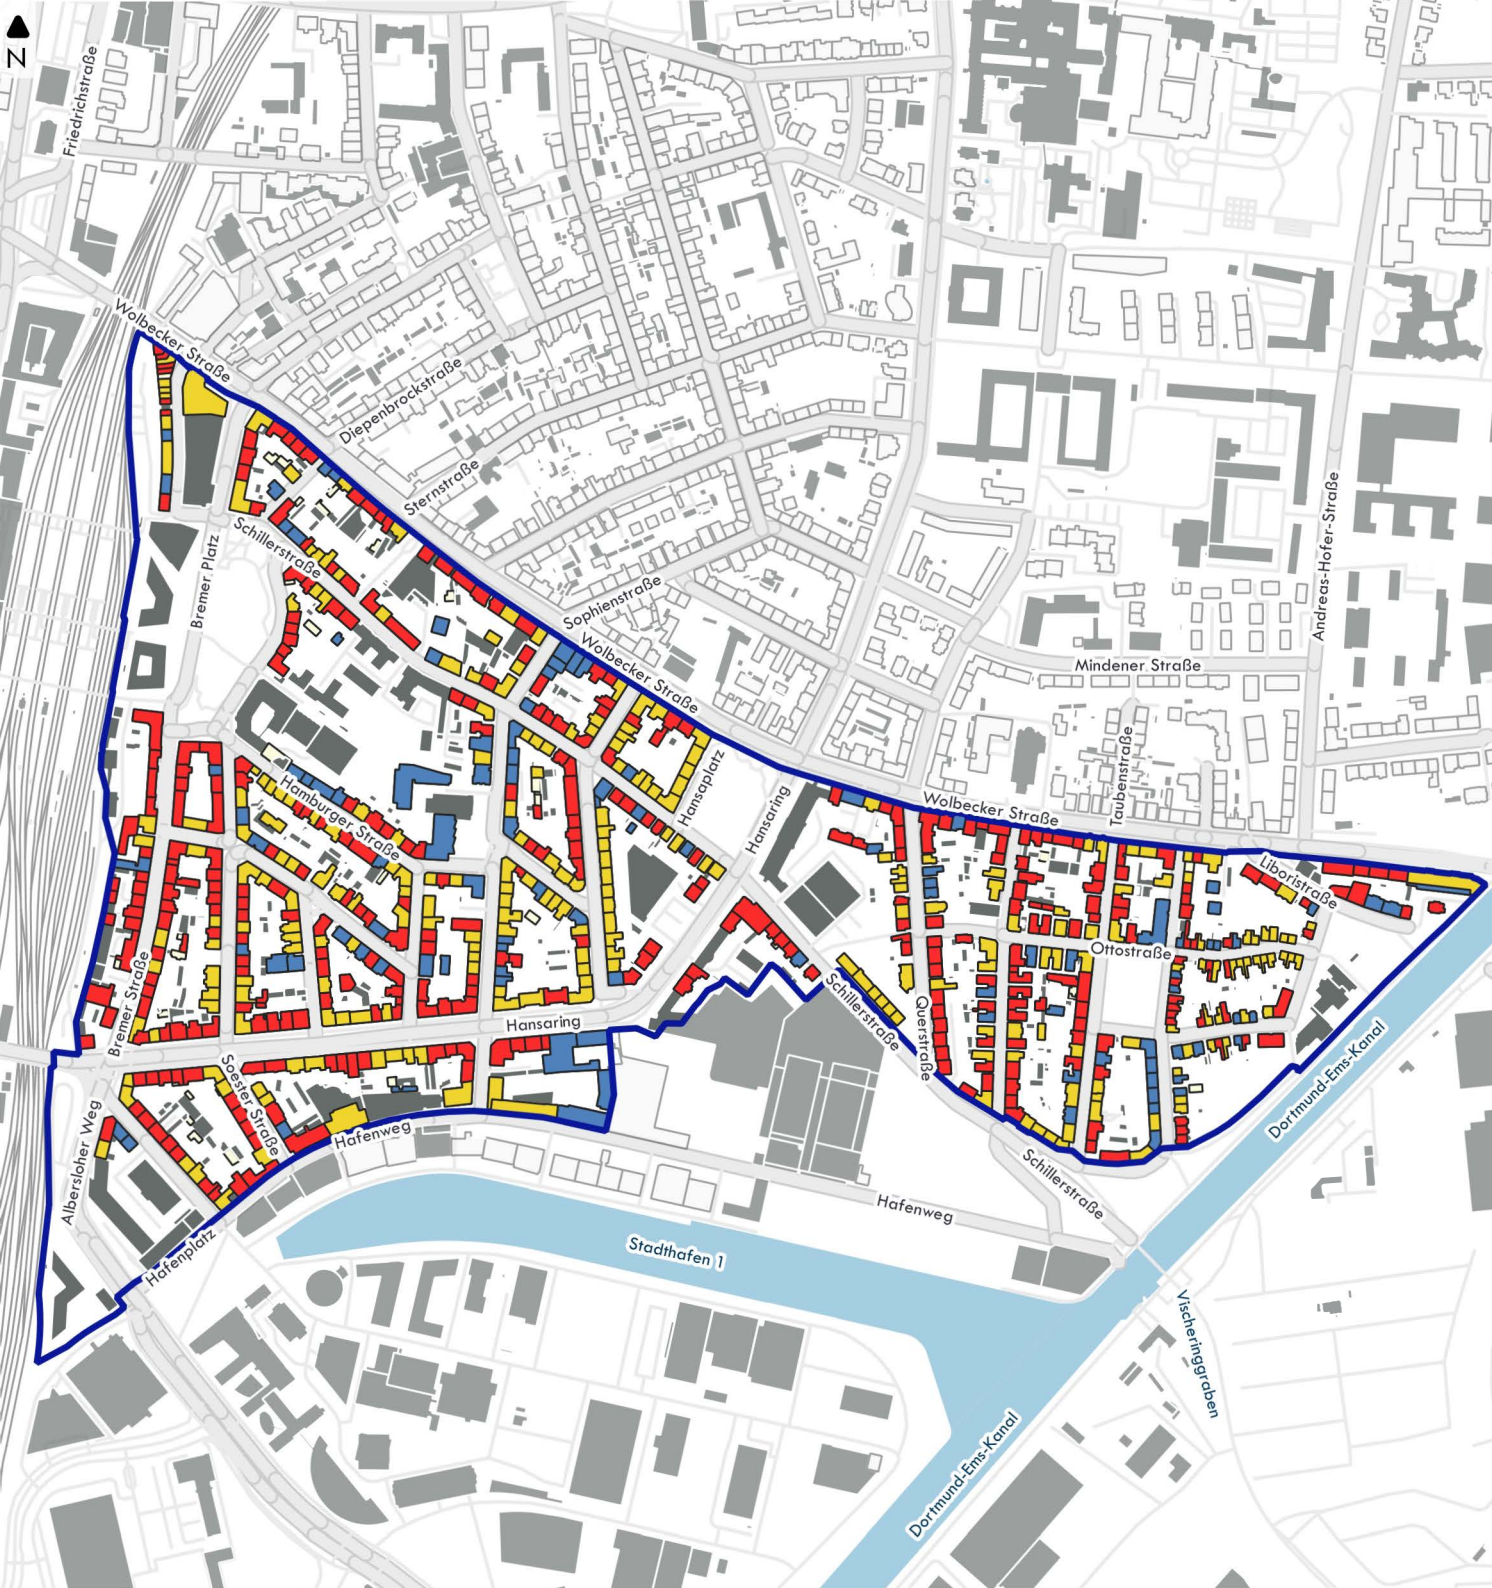 N
Friedrichstraße
Wolbecker Straße
Diepenbrockstraße
Sternstraße
Schillerstraße
Bremer Platz
Sophienstraße
Wolbecker Straße
Andreas-Hofer-Straße
Mindener Straße
Taubenstraße
Hansaplatz
Hansaring
Hamburger Straße
Wolbecker Straße
Liboristraße
Ottostraße
Bremer Straße
Hansaring
Schillerstraße
Querstraße
Soester Straße
Albersloher Weg
Hafenweg
Dortmund-Ems-Kanal
Schillerstraße
Hafenweg
Hafenplatz
Stadthafen 1
Vischeringgraben
Dortmund-Ems-Kanal